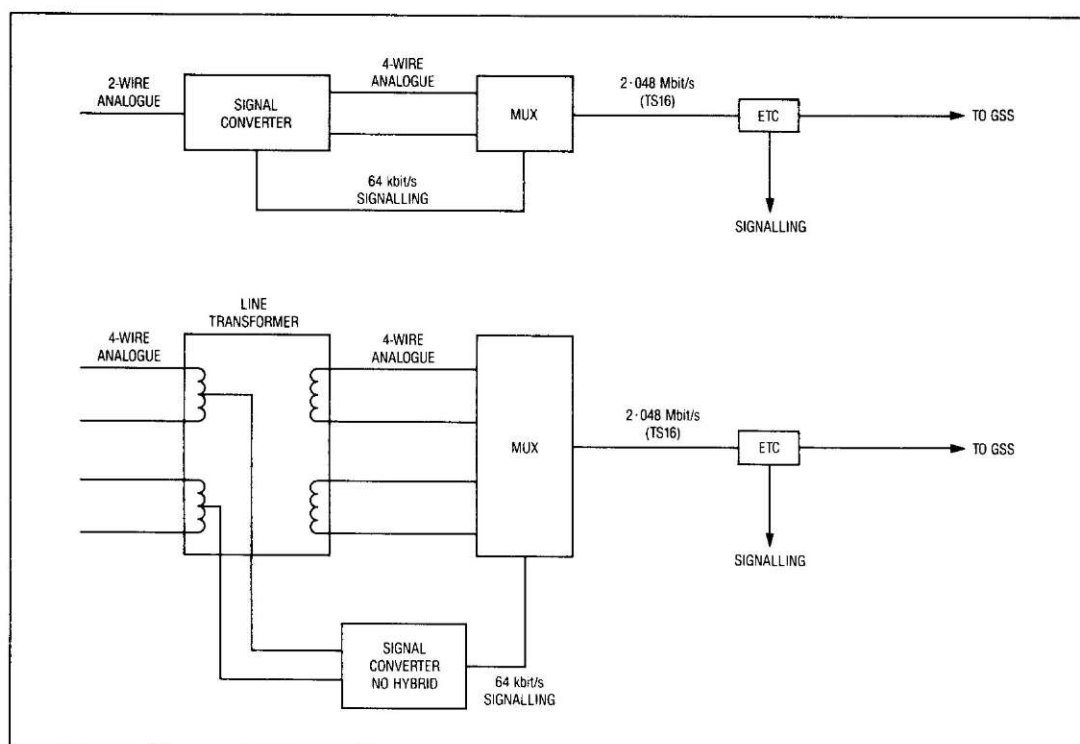 2-WIRE
ANALOGUE
SIGNAL
CONVERTER
4-WIRE
ANALOGUE
MUX
2·048 Mbit/s
(TS16)
ETC
TO GSS
64 kbit/s
SIGNALLING
SIGNALLING
LINE
TRANSFORMER
4-WIRE
ANALOGUE
4-WIRE
ANALOGUE
MUX
2·048 Mbit/s
(TS16)
ETC
TO GSS
SIGNALLING
SIGNAL
CONVERTER
NO HYBRID
64 kbit/s
SIGNALLING